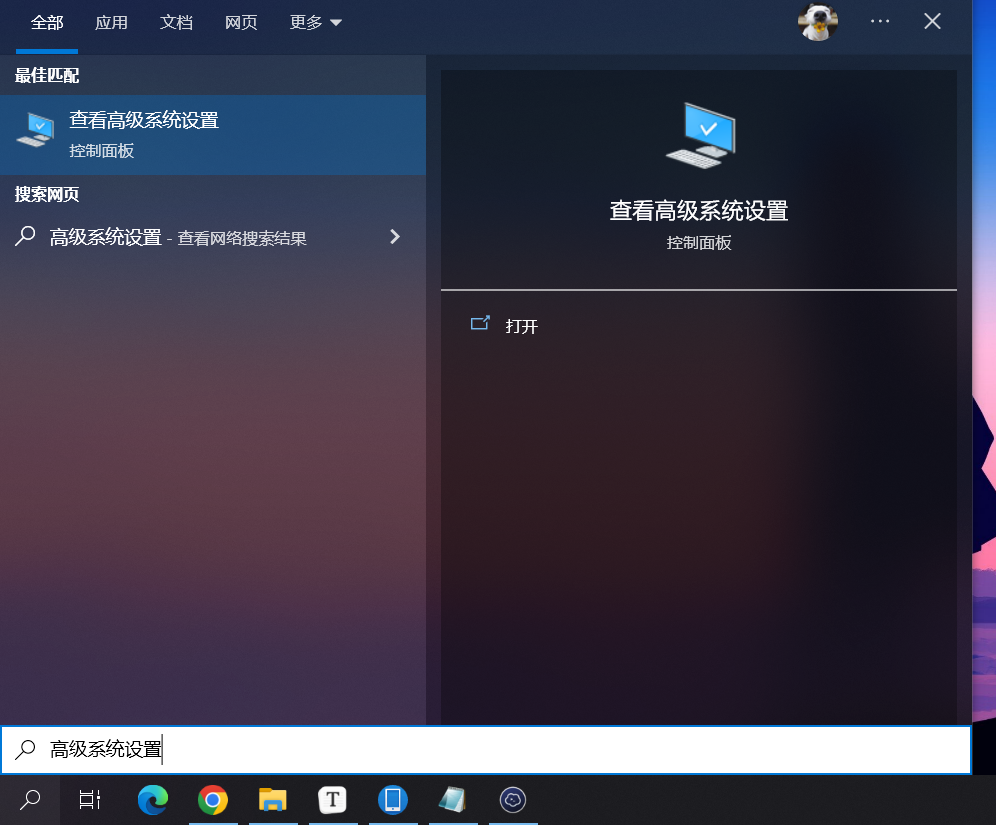 全部 应用 文档 网页 更多
最佳匹配
查看高级系统设置
控制面板
搜索网页
高级系统设置 - 查看网络搜索结果
查看高级系统设置
控制面板
打开
高级系统设置
T